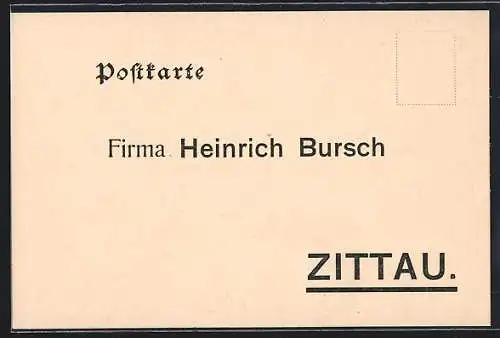 Poſtkarte
Firma Heinrich Bursch
ZITTAU.